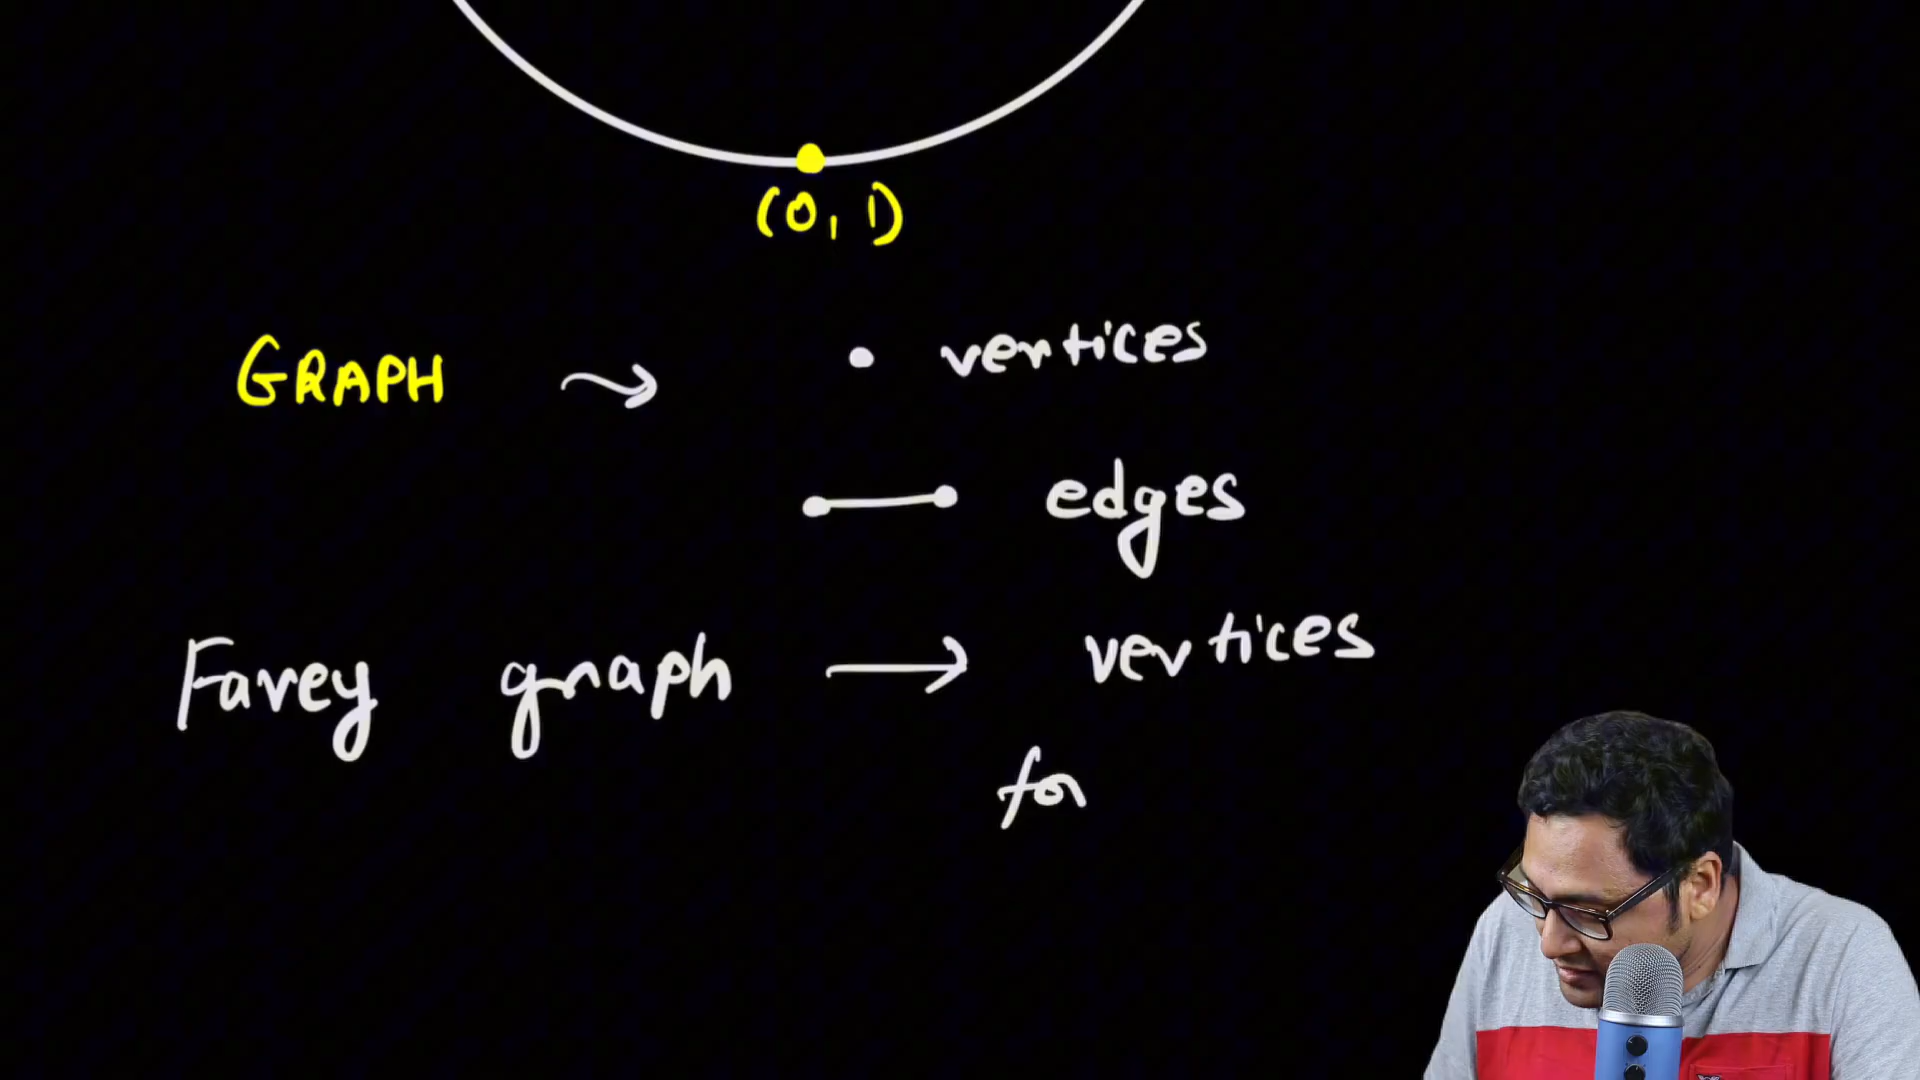 (0, 1)
GRAPH • vertices
edges
Farey graph → vertices
for